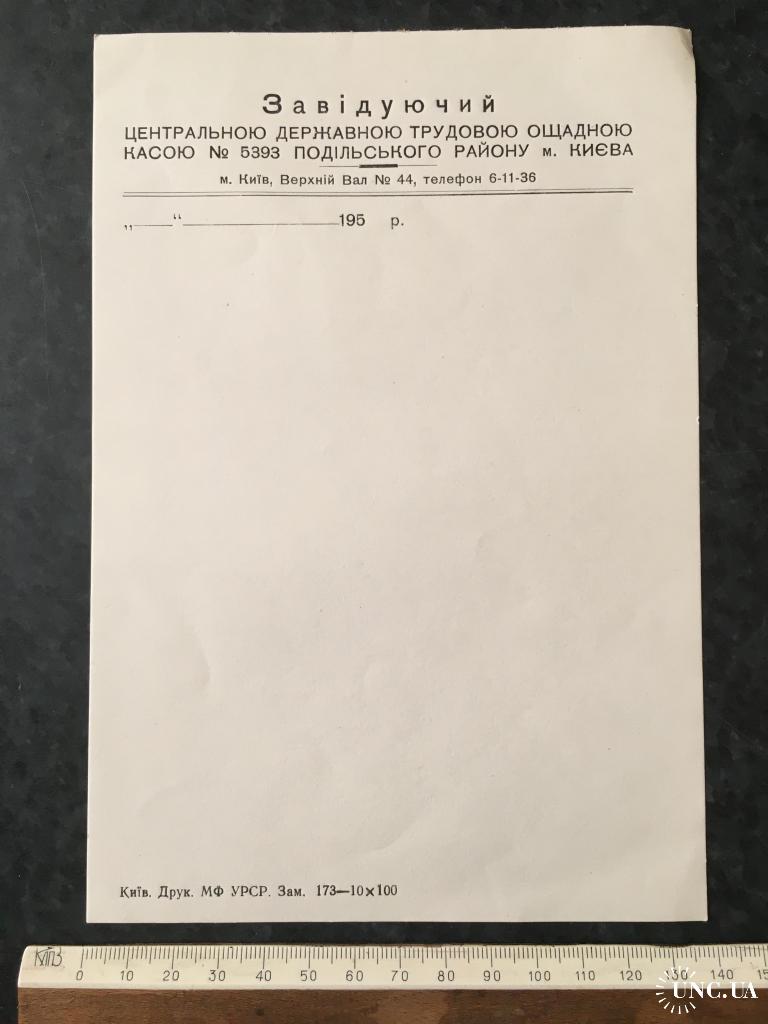 Завідуючий
ЦЕНТРАЛЬНОЮ ДЕРЖАВНОЮ ТРУДОВОЮ ОЩАДНОЮ
КАСОЮ № 5393 ПОДІЛЬСЬКОГО РАЙОНУ м. КИЄВА
м. Київ, Верхній Вал № 44, телефон 6-11-36
„____“____________________195 р.
Київ. Друк. МФ УРСР. Зам. 173—10×100
0 10 20 30 40 50 60 70 80 90 100 110 120 130 140
UNC.UA